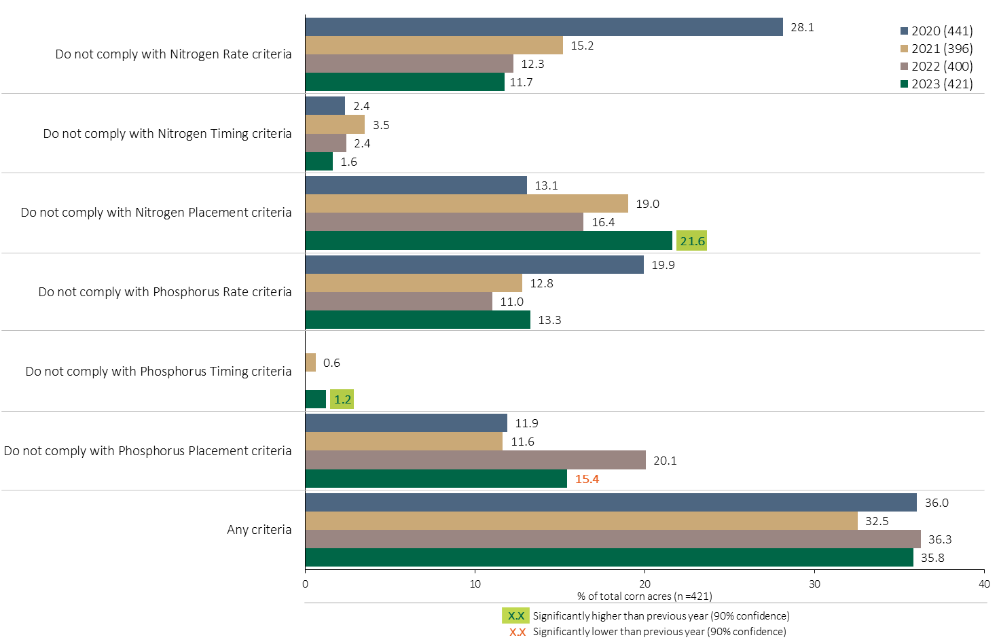 2020 (441)
2021 (396)
2022 (400)
2023 (421)
Do not comply with Nitrogen Rate criteria
28.1
15.2
12.3
11.7
Do not comply with Nitrogen Timing criteria
2.4
3.5
2.4
1.6
Do not comply with Nitrogen Placement criteria
13.1
19.0
16.4
21.6
Do not comply with Phosphorus Rate criteria
19.9
12.8
11.0
13.3
Do not comply with Phosphorus Timing criteria
0.6
1.2
Do not comply with Phosphorus Placement criteria
11.9
11.6
20.1
15.4
Any criteria
36.0
32.5
36.3
35.8
0 10 20 30 40
% of total corn acres (n =421)
X.X Significantly higher than previous year (90% confidence)
X.X Significantly lower than previous year (90% confidence)